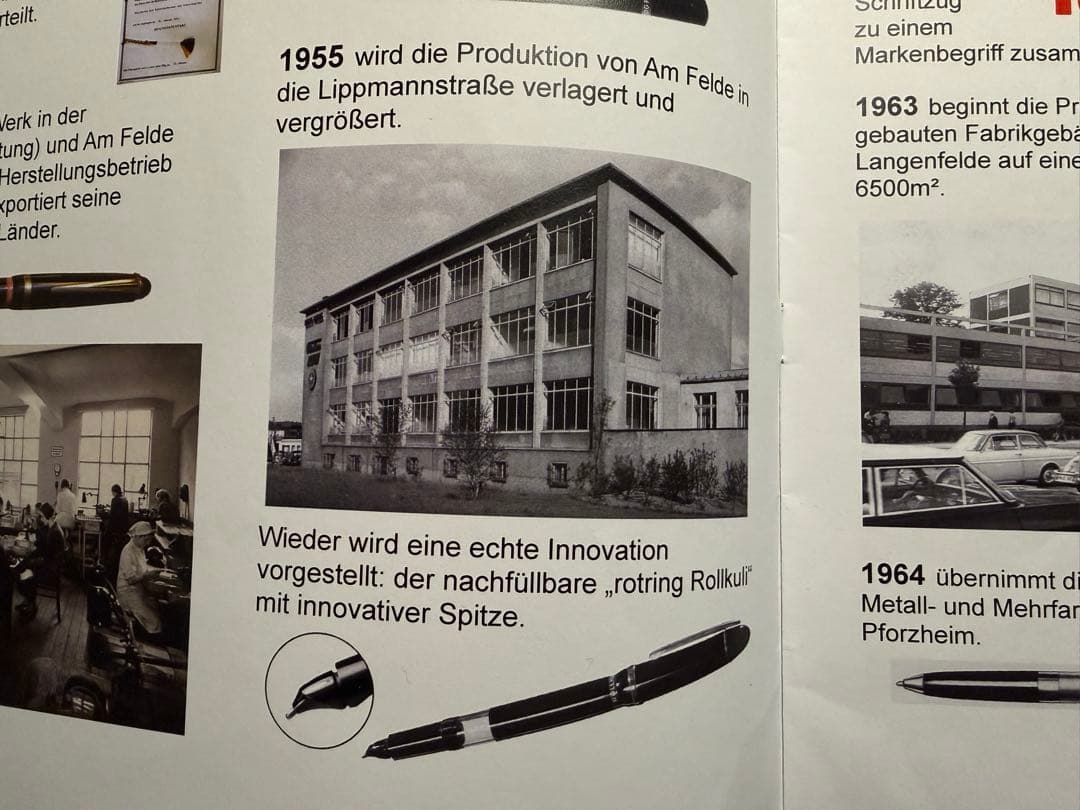 rteilt.
Werk in der
tung) und Am Felde
Herstellungsbetrieb
xportiert seine
Länder.
1955 wird die Produktion von Am Felde in
die Lippmannstraße verlagert und
vergrößert.
Wieder wird eine echte Innovation
vorgestellt: der nachfüllbare „rotring Rollkuli“
mit innovativer Spitze.
Schriftzug
zu einem
Markenbegriff zusam
1963 beginnt die Pr
gebauten Fabrikgebä
Langenfelde auf eine
6500m².
1964 übernimmt di
Metall- und Mehrfar
Pforzheim.